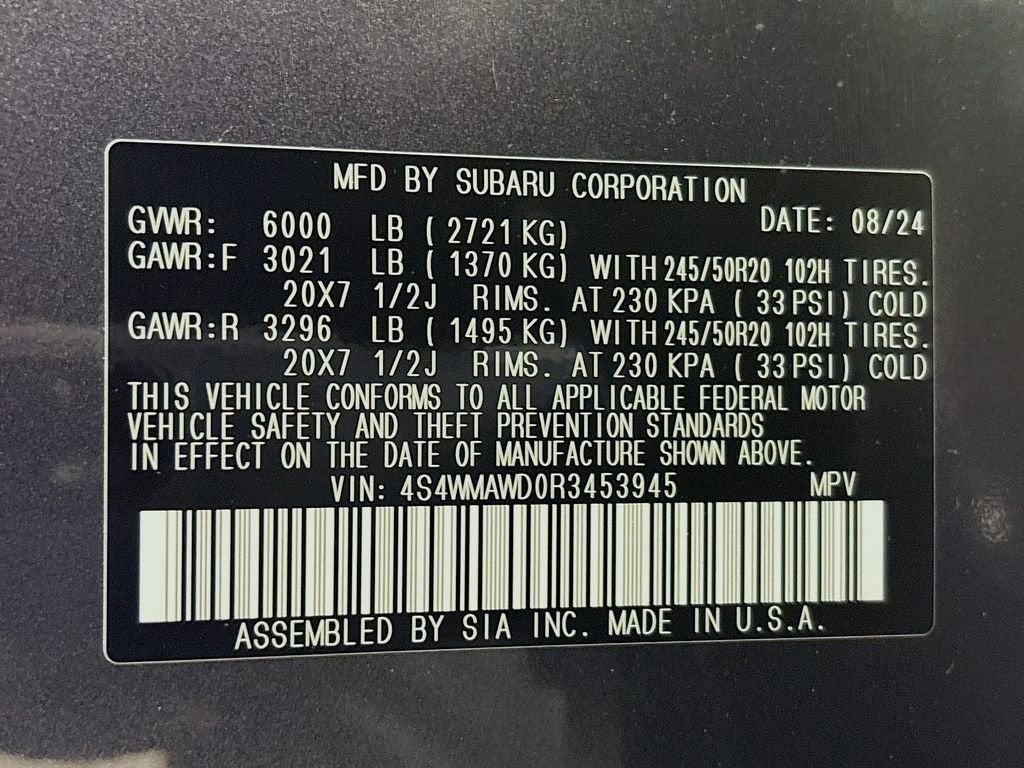 MFD BY SUBARU CORPORATION
GVWR: 6000 LB ( 2721 KG) DATE: 08/24
GAWR:F 3021 LB ( 1370 KG) WITH 245/50R20 102H TIRES.
20X7 1/2J RIMS. AT 230 KPA ( 33 PSI) COLD
GAWR:R 3296 LB ( 1495 KG) WITH 245/50R20 102H TIRES.
20X7 1/2J RIMS. AT 230 KPA ( 33 PSI) COLD
THIS VEHICLE CONFORMS TO ALL APPLICABLE FEDERAL MOTOR
VEHICLE SAFETY AND THEFT PREVENTION STANDARDS
IN EFFECT ON THE DATE OF MANUFACTURE SHOWN ABOVE.
VIN: 4S4WMAWD0R3453945 MPV
ASSEMBLED BY SIA INC. MADE IN U.S.A.